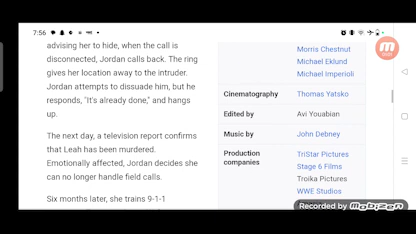 7:56
advising her to hide, when the call is
disconnected, Jordan calls back. The ring
gives her location away to the intruder.
Jordan attempts to dissuade him, but he
responds, "It's already done," and hangs
up.
The next day, a television report confirms
that Leah has been murdered.
Emotionally affected, Jordan decides she
can no longer handle field calls.
Six months later, she trains 9-1-1
Morris Chestnut
Michael Eklund
Michael Imperioli
Cinematography Thomas Yatsko
Edited by Avi Youabian
Music by John Debney
Production companies TriStar Pictures
Stage 6 Films
Troika Pictures
WWE Studios
Recorded by MOBIZEN